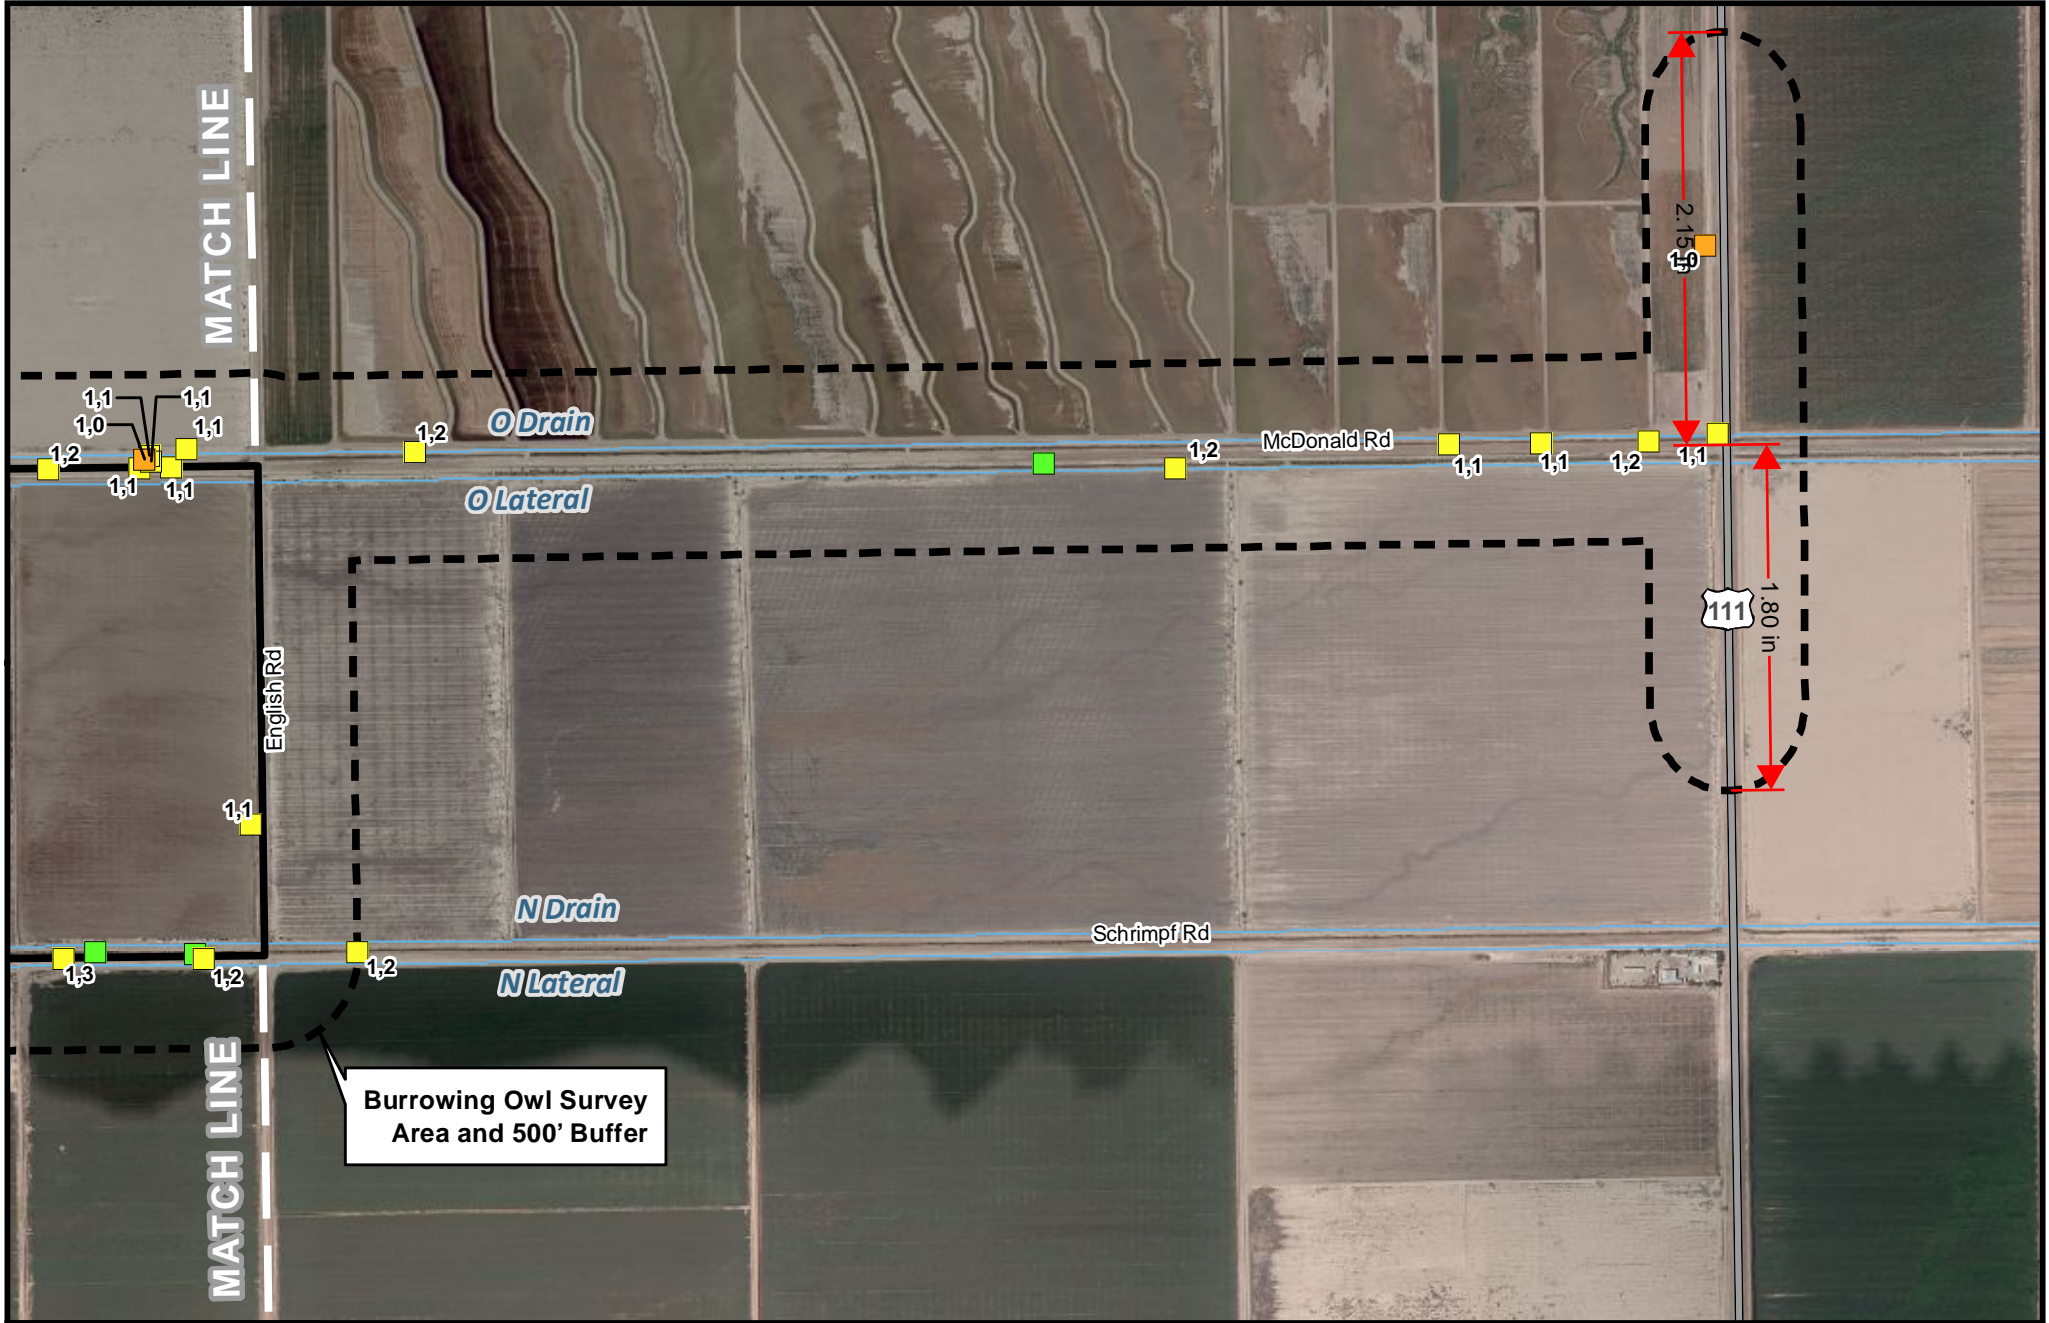 MATCH LINE
2.15 in
1,0
1,1
1,1
1,0
1,1
1,2
1,1
1,1
1,2
O Drain
O Lateral
1,2
McDonald Rd
1,1
1,1
1,2
1,1
111
1.80 in
English Rd
1,1
N Drain
Schrimpf Rd
1,3
1,2
1,2
N Lateral
MATCH LINE
Burrowing Owl Survey
Area and 500’ Buffer